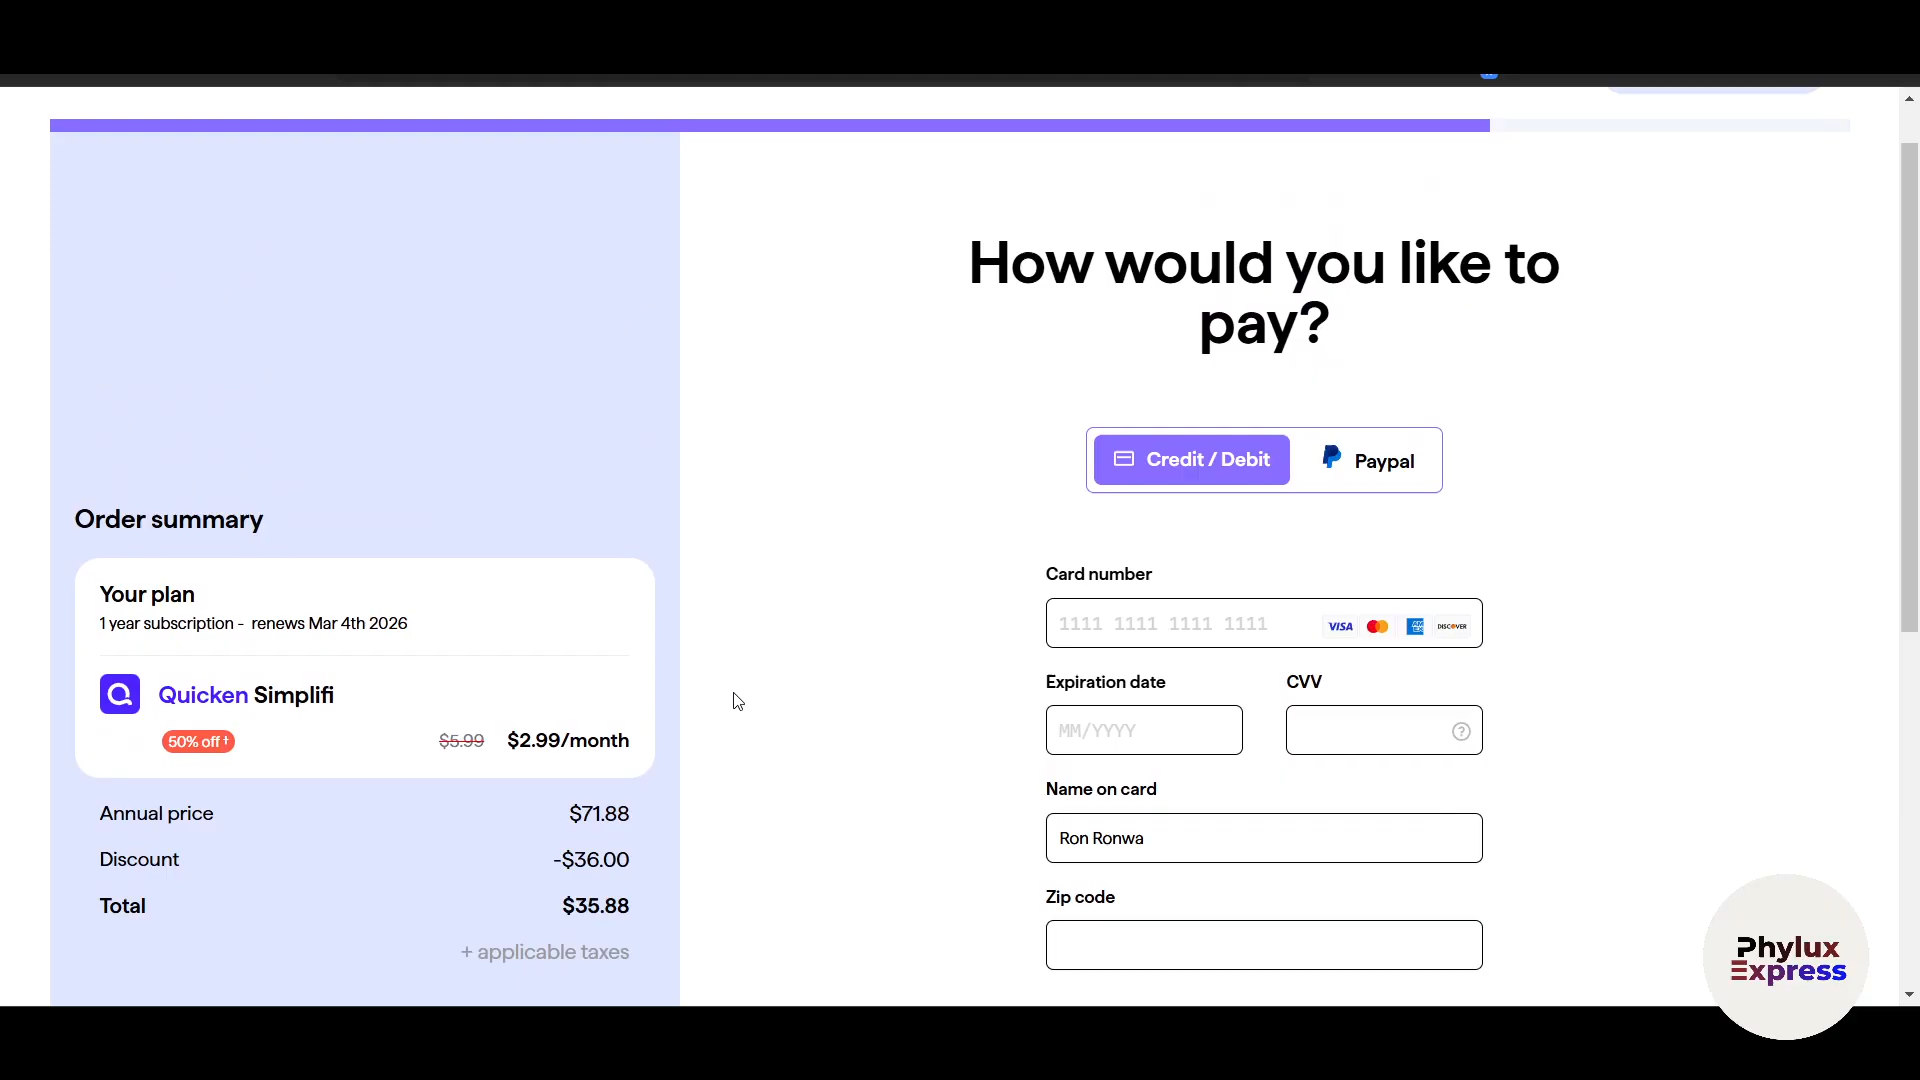 How would you like to
pay?
Credit / Debit
Paypal
Order summary
Your plan
1 year subscription - renews Mar 4th 2026
Quicken Simplifi
50% off †
$5.99 $2.99/month
Annual price $71.88
Discount -$36.00
Total $35.88
+ applicable taxes
Card number
1111 1111 1111 1111
VISA
AM
EX
DISCOVER
Expiration date
MM/YYYY
CVV
?
Name on card
Ron Ronwa
Zip code
Phylux
Express